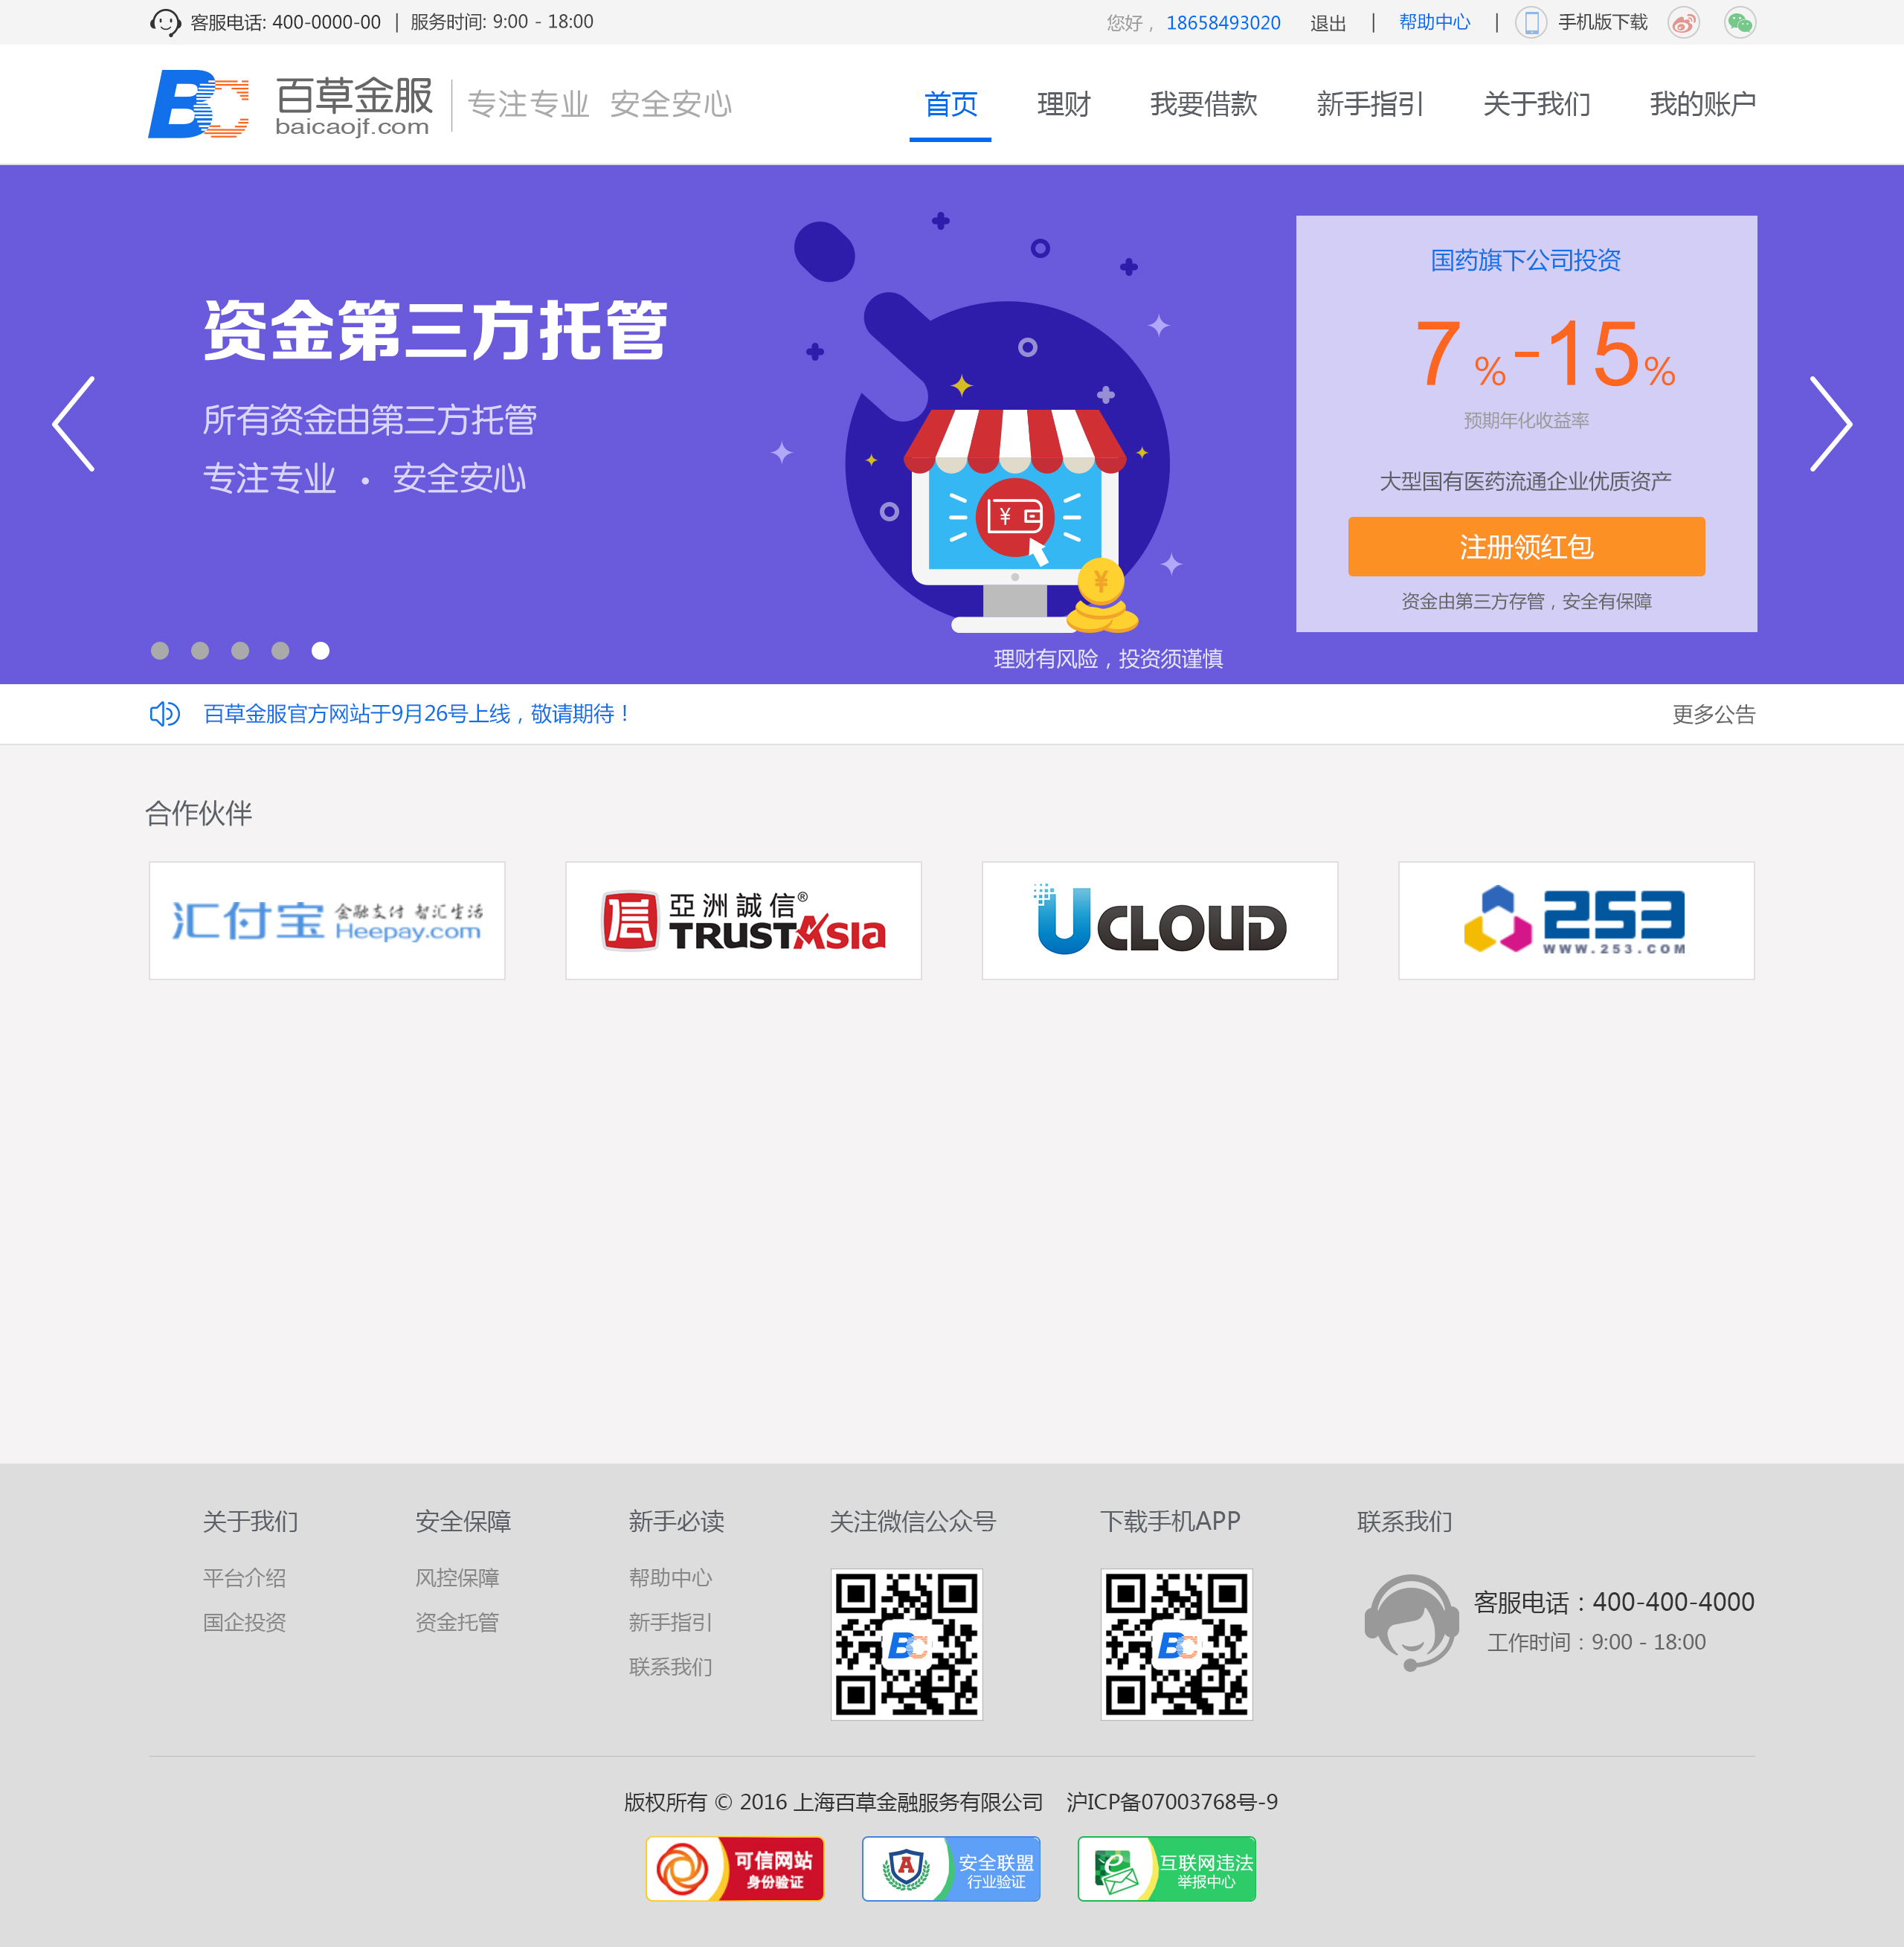 客服电话: 400-0000-00 | 服务时间: 9:00 - 18:00
您好， 18658493020 退出 | 帮助中心 | 手机版下载
BC 百草金服 专注专业 安全安心
baicaojf.com
首页 理财 我要借款 新手指引 关于我们 我的账户
资金第三方托管
所有资金由第三方托管
专注专业 · 安全安心
¥
¥
理财有风险，投资须谨慎
国药旗下公司投资
7%-15%
预期年化收益率
大型国有医药流通企业优质资产
注册领红包
资金由第三方存管，安全有保障
百草金服官方网站于9月26号上线，敬请期待！
更多公告
合作伙伴
汇付宝 金融支付 智汇生活
Heepay.com
信 亞洲誠信®
TRUSTAsia
UCLOUD
253
WWW.253.COM
关于我们
平台介绍
国企投资
安全保障
风控保障
资金托管
新手必读
帮助中心
新手指引
联系我们
关注微信公众号
BC
下载手机APP
BC
联系我们
客服电话：400-400-4000
工作时间：9:00 - 18:00
版权所有 © 2016 上海百草金融服务有限公司 沪ICP备07003768号-9
可信网站
身份验证
A
安全联盟
行业验证
e
互联网违法
举报中心